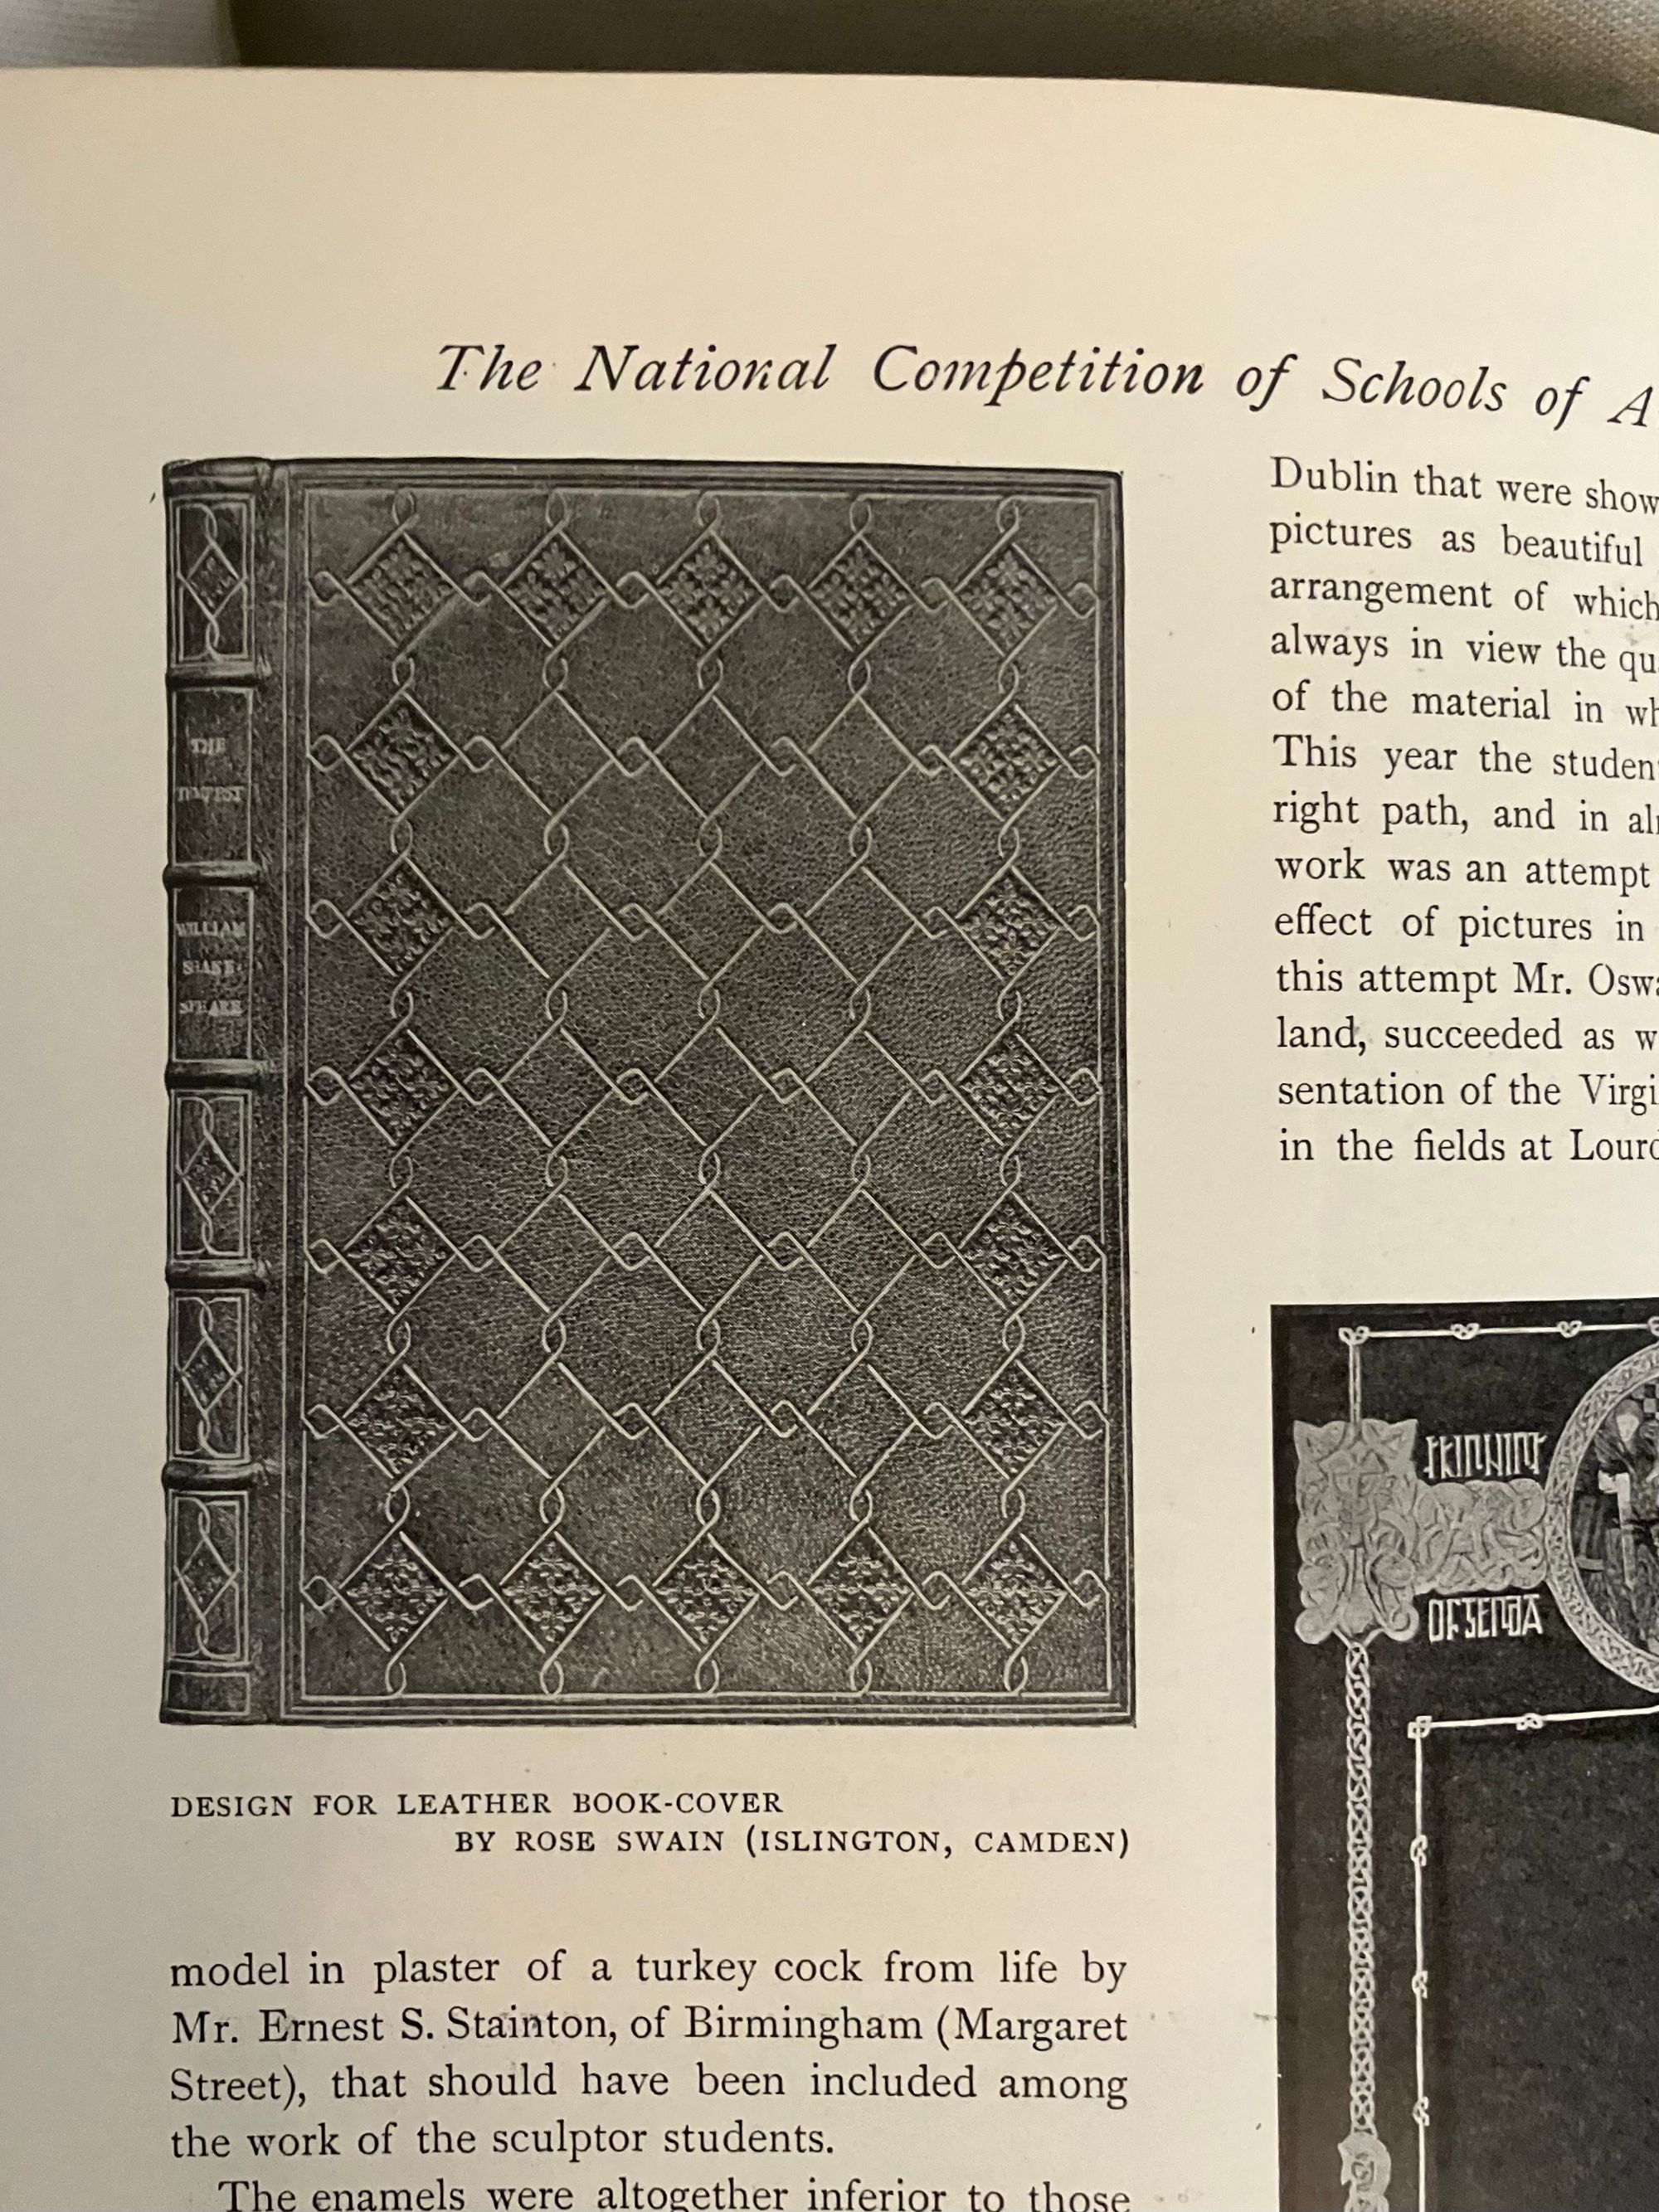 The National Competition of Schools of A
THE
TEMPEST
WILLIAM
SHAKE-
SPEARE
DESIGN FOR LEATHER BOOK-COVER
BY ROSE SWAIN (ISLINGTON, CAMDEN)
model in plaster of a turkey cock from life by
Mr. Ernest S. Stainton, of Birmingham (Margaret
Street), that should have been included among
the work of the sculptor students.
The enamels were altogether inferior to those
Dublin that were show
pictures as beautiful
arrangement of which
always in view the qu
of the material in wh
This year the studen
right path, and in al
work was an attempt
effect of pictures in
this attempt Mr. Osw
land, succeeded as w
sentation of the Virgi
in the fields at Lour
OF SENDA